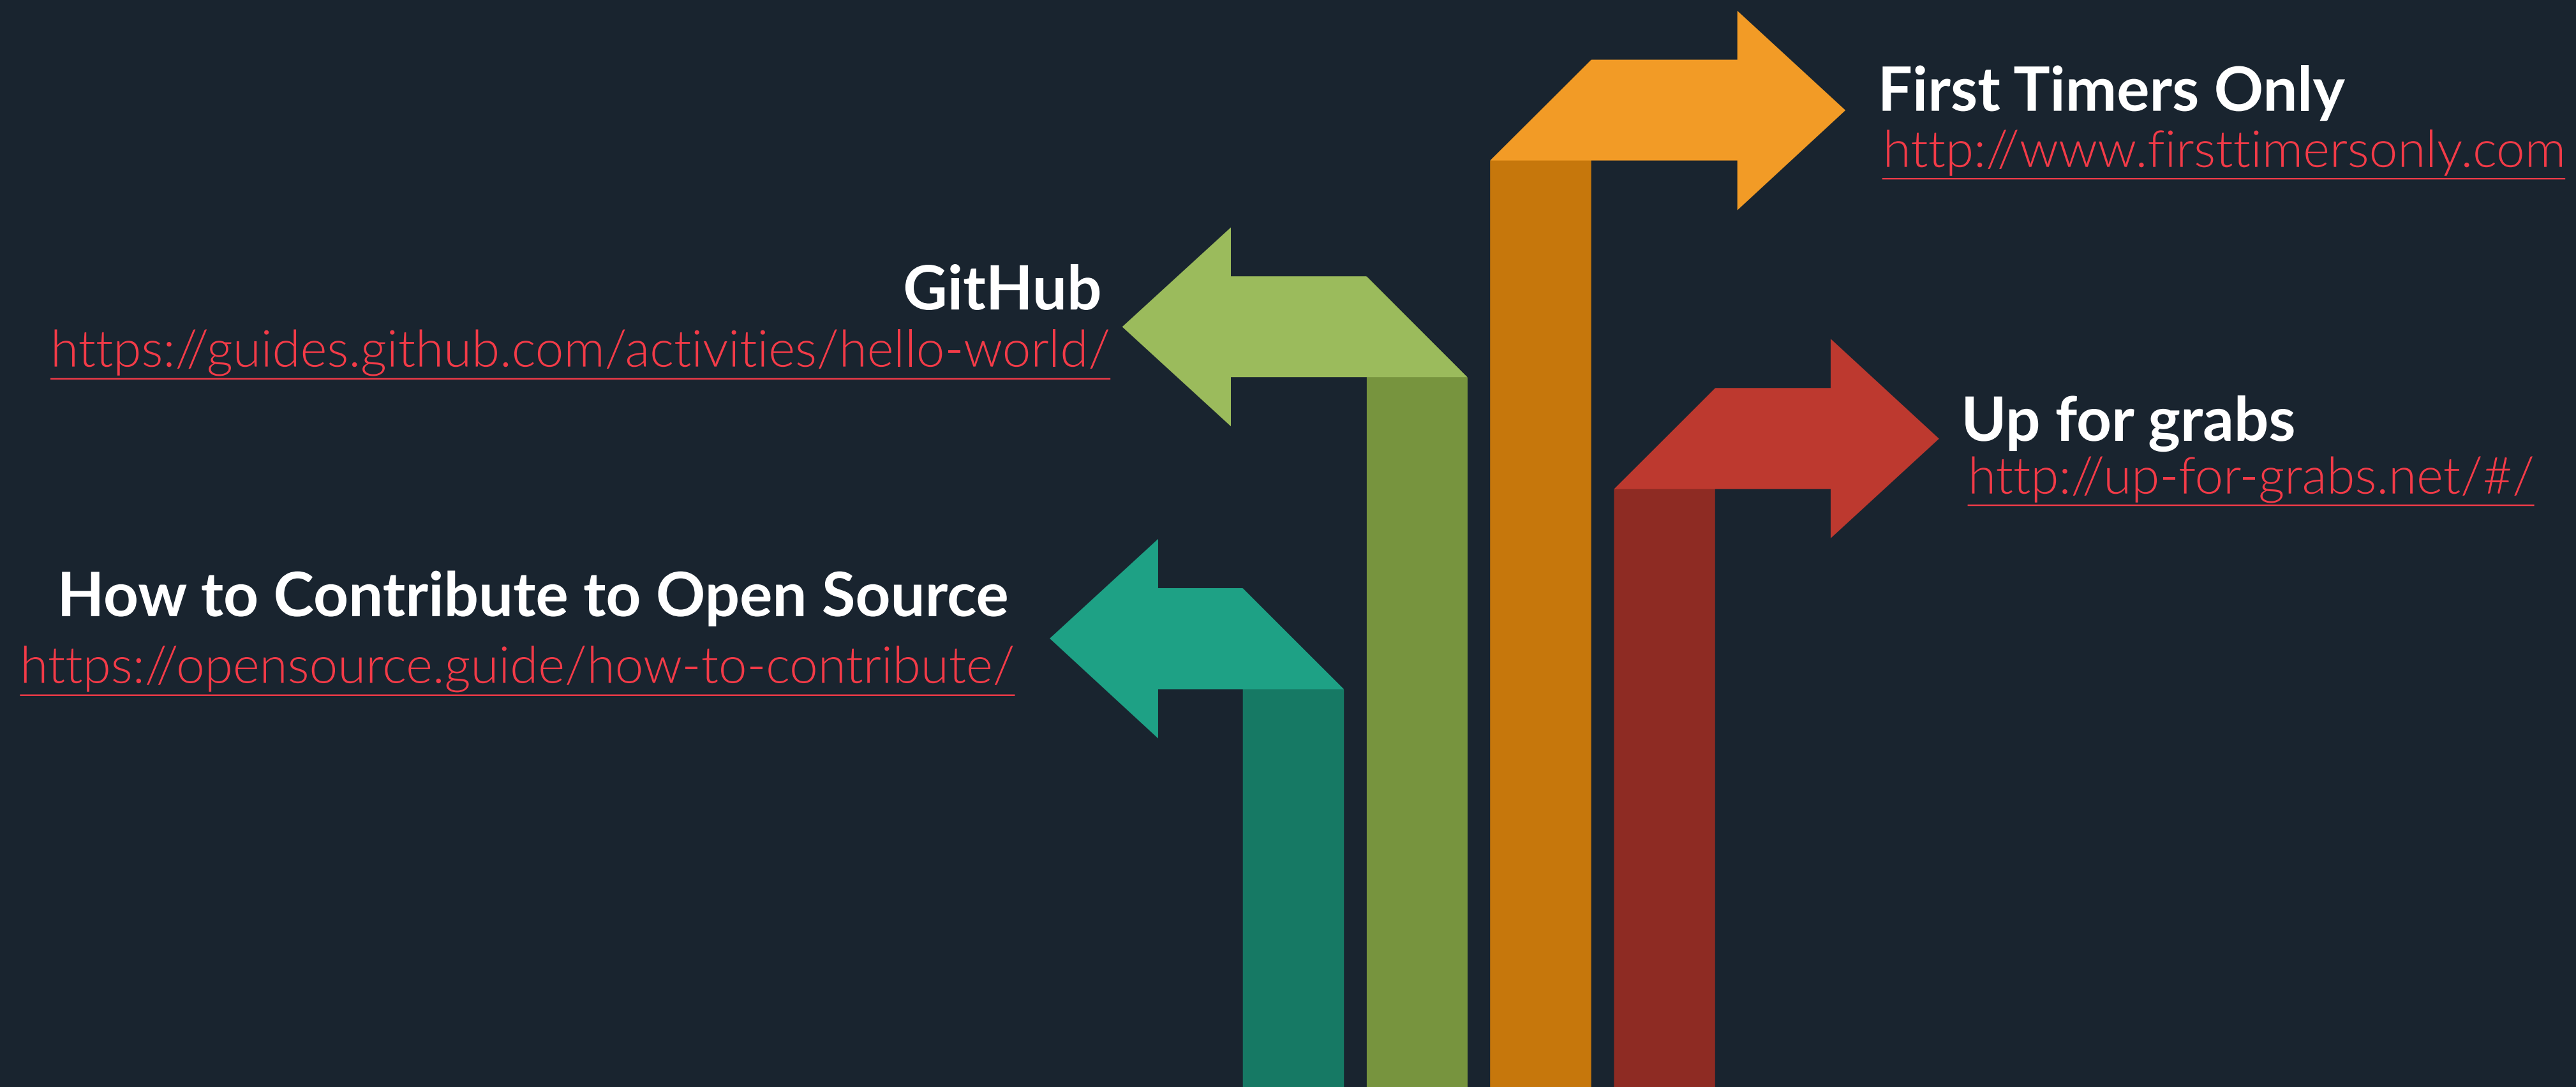 First Timers Only
http://www.firsttimersonly.com
GitHub
https://guides.github.com/activities/hello-world/
Up for grabs
http://up-for-grabs.net/#/
How to Contribute to Open Source
https://opensource.guide/how-to-contribute/